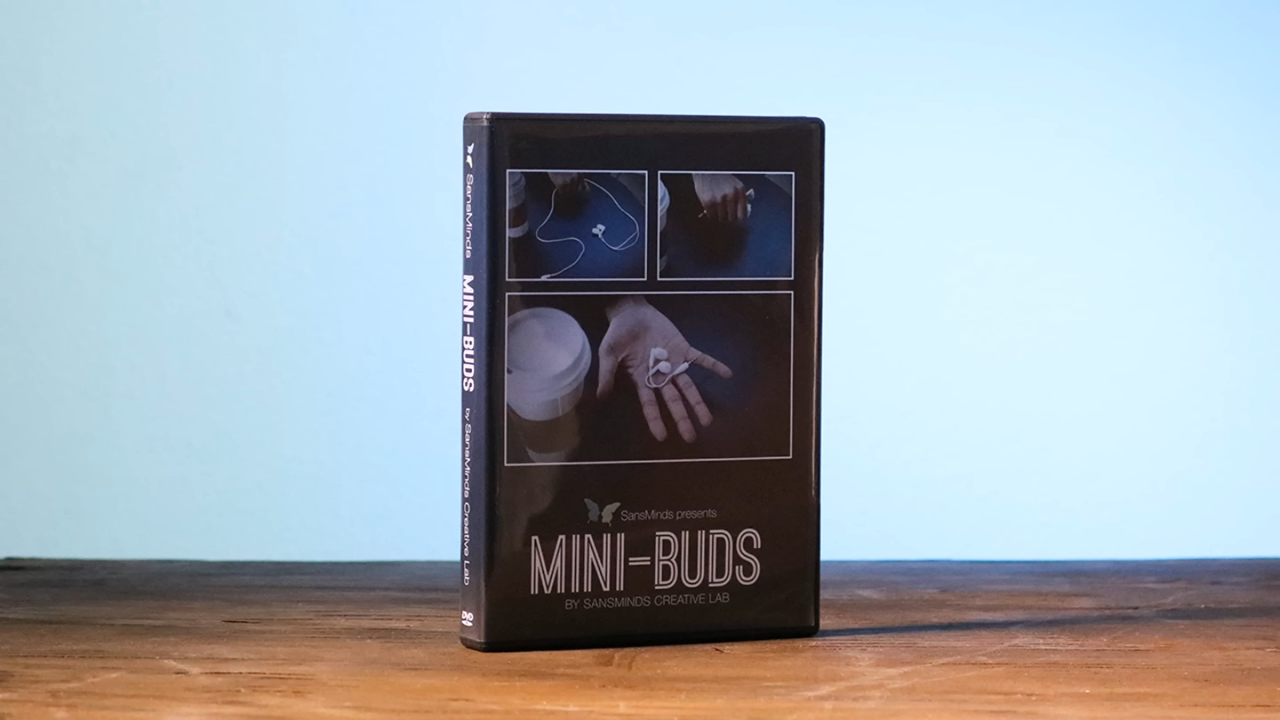 SansMinds MINI-BUDS by SansMinds Creative Lab DVD
SansMinds presents
MINI-BUDS
BY SANSMINDS CREATIVE LAB